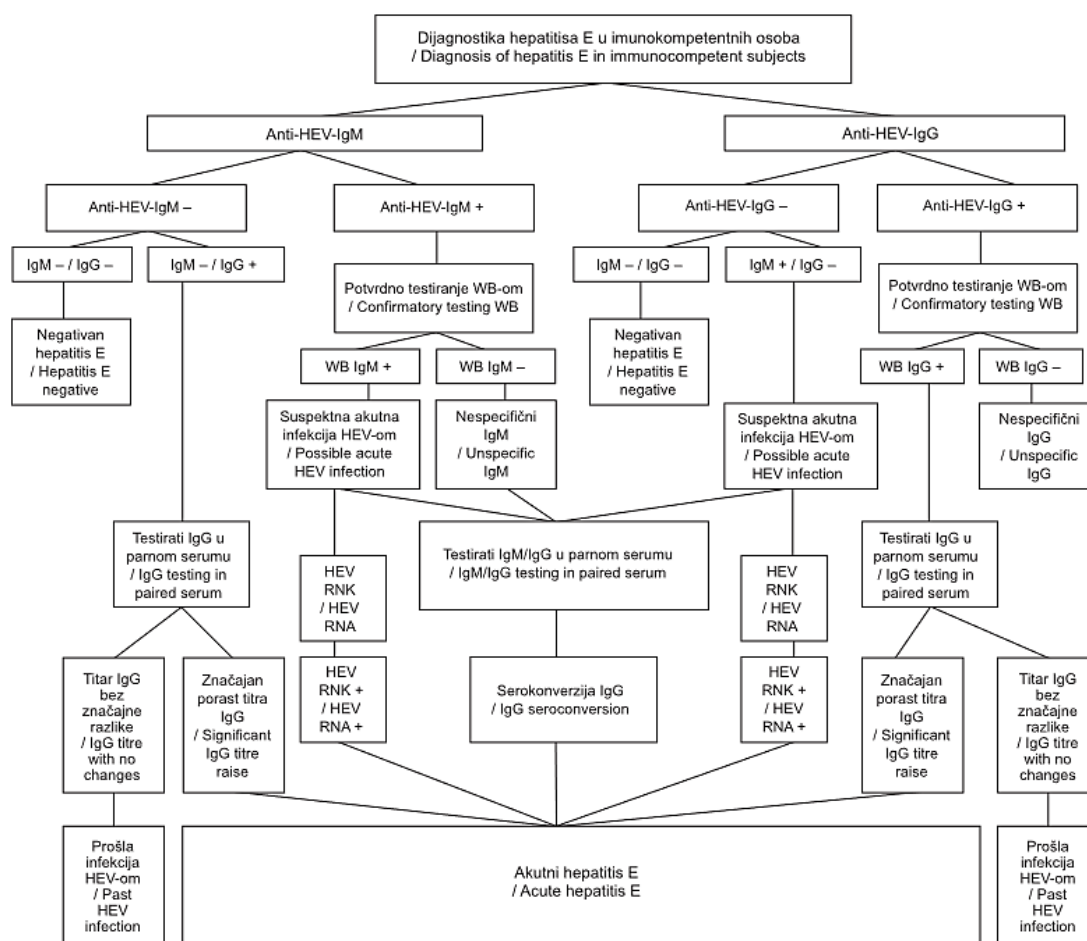 Dijagnostika hepatitisa E u imunokompetentnih osoba
/ Diagnosis of hepatitis E in immunocompetent subjects
Anti-HEV-IgM
Anti-HEV-IgG
Anti-HEV-IgM –
Anti-HEV-IgM +
Anti-HEV-IgG –
Anti-HEV-IgG +
IgM – / IgG –
IgM – / IgG +
IgM – / IgG –
IgM + / IgG –
Potvrdno testiranje WB-om
/ Confirmatory testing WB
Potvrdno testiranje WB-om
/ Confirmatory testing WB
Negativan
hepatitis E
/ Hepatitis E
negative
WB IgM +
WB IgM –
Negativan
hepatitis E
/ Hepatitis E
negative
WB IgG +
WB IgG –
Suspektna akutna
infekcija HEV-om
/ Possible acute
HEV infection
Nespecifični
IgM
/ Unspecific
IgM
Suspektna akutna
infekcija HEV-om
/ Possible acute
HEV infection
Nespecifični
IgG
/ Unspecific
IgG
Testirati IgG u
parnom serumu
/ IgG testing in
paired serum
HEV
RNK
/ HEV
RNA
Testirati IgM/IgG u parnom serumu
/ IgM/IgG testing in paired serum
HEV
RNK
/ HEV
RNA
Testirati IgG u
parnom serumu
/ IgG testing in
paired serum
Titar IgG
bez
značajne
razlike
/ IgG titre
with no
changes
Značajan
porast titra
IgG
/ Significant
IgG titre
raise
HEV
RNK +
/ HEV
RNA +
Serokonverzija IgG
/ IgG seroconversion
HEV
RNK +
/ HEV
RNA +
Značajan
porast titra
IgG
/ Significant
IgG titre
raise
Titar IgG
bez
značajne
razlike
/ IgG titre
with no
changes
Prošla
infekcija
HEV-om
/ Past
HEV
infection
Akutni hepatitis E
/ Acute hepatitis E
Prošla
infekcija
HEV-om
/ Past
HEV
infection